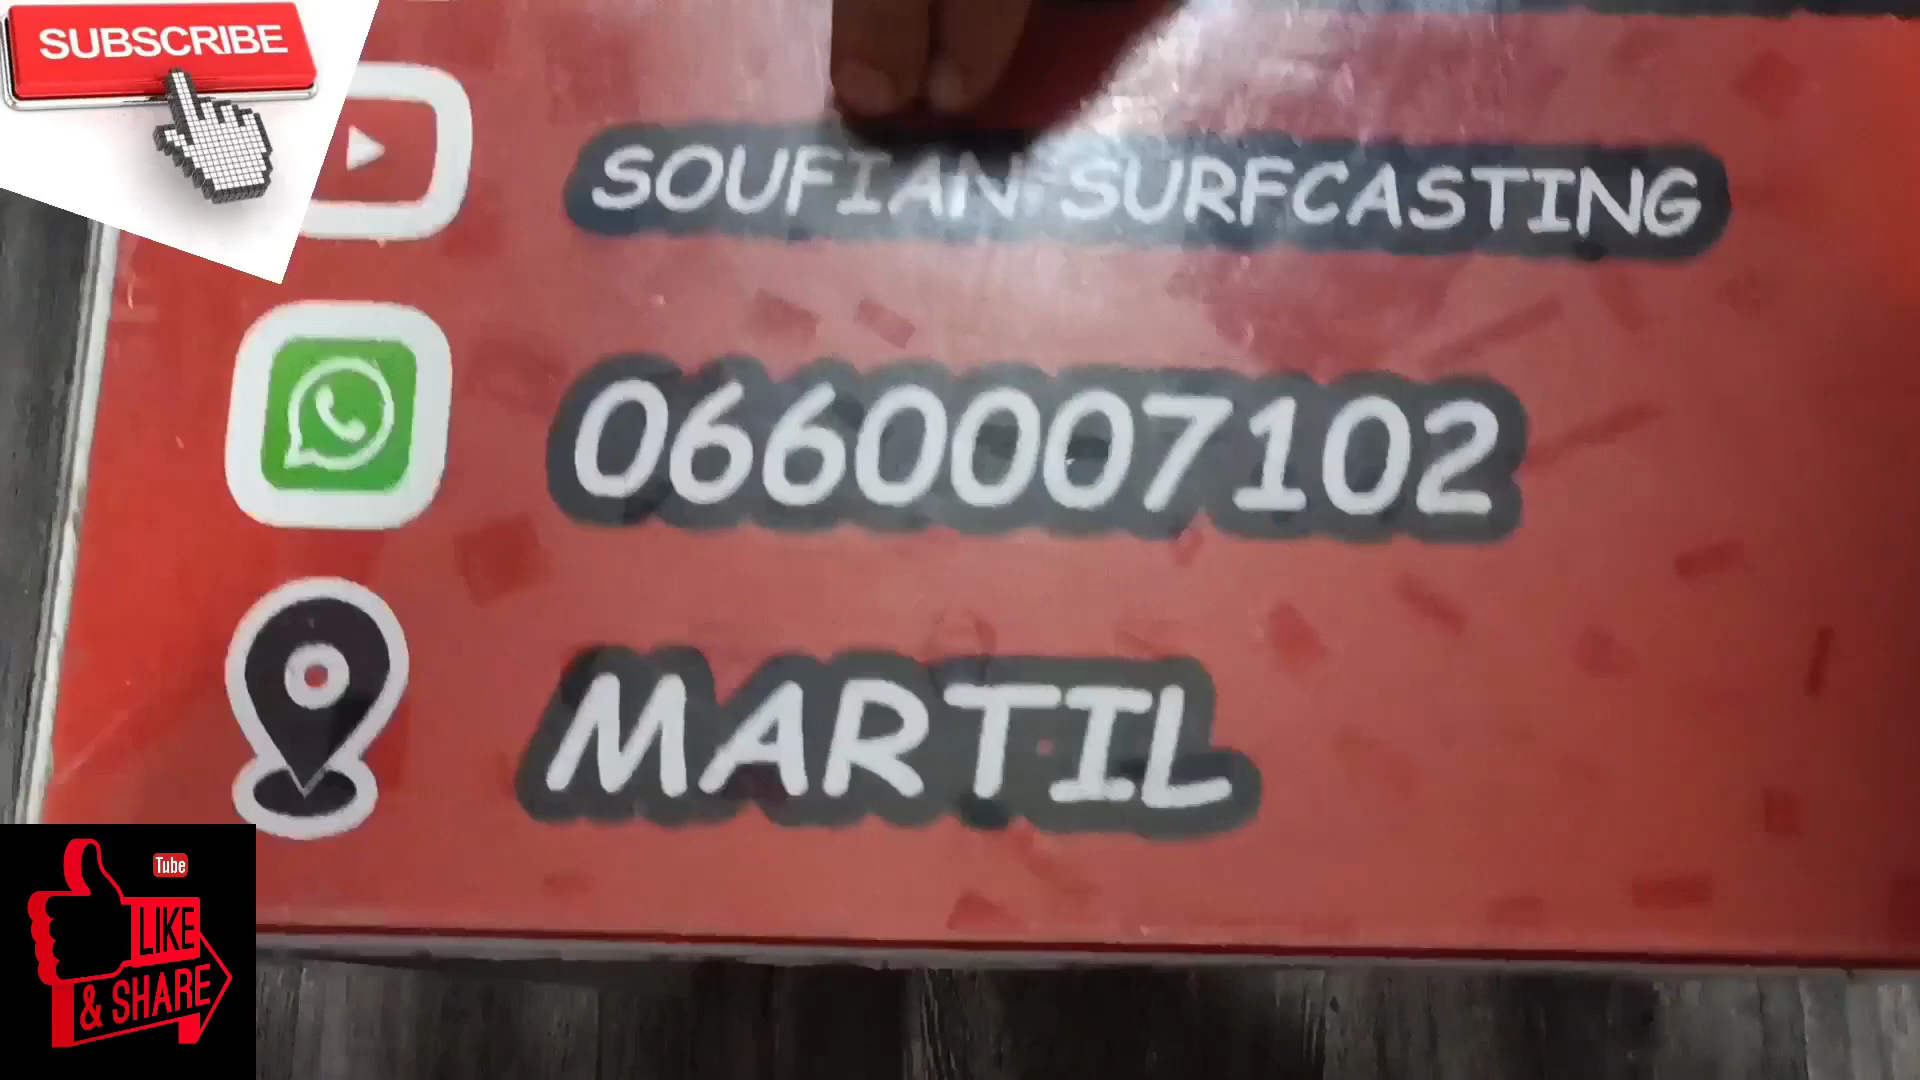 SUBSCRIBE
SOUFIAN SURFCASTING
0660007102
MARTIL
Tube
LIKE
& SHARE